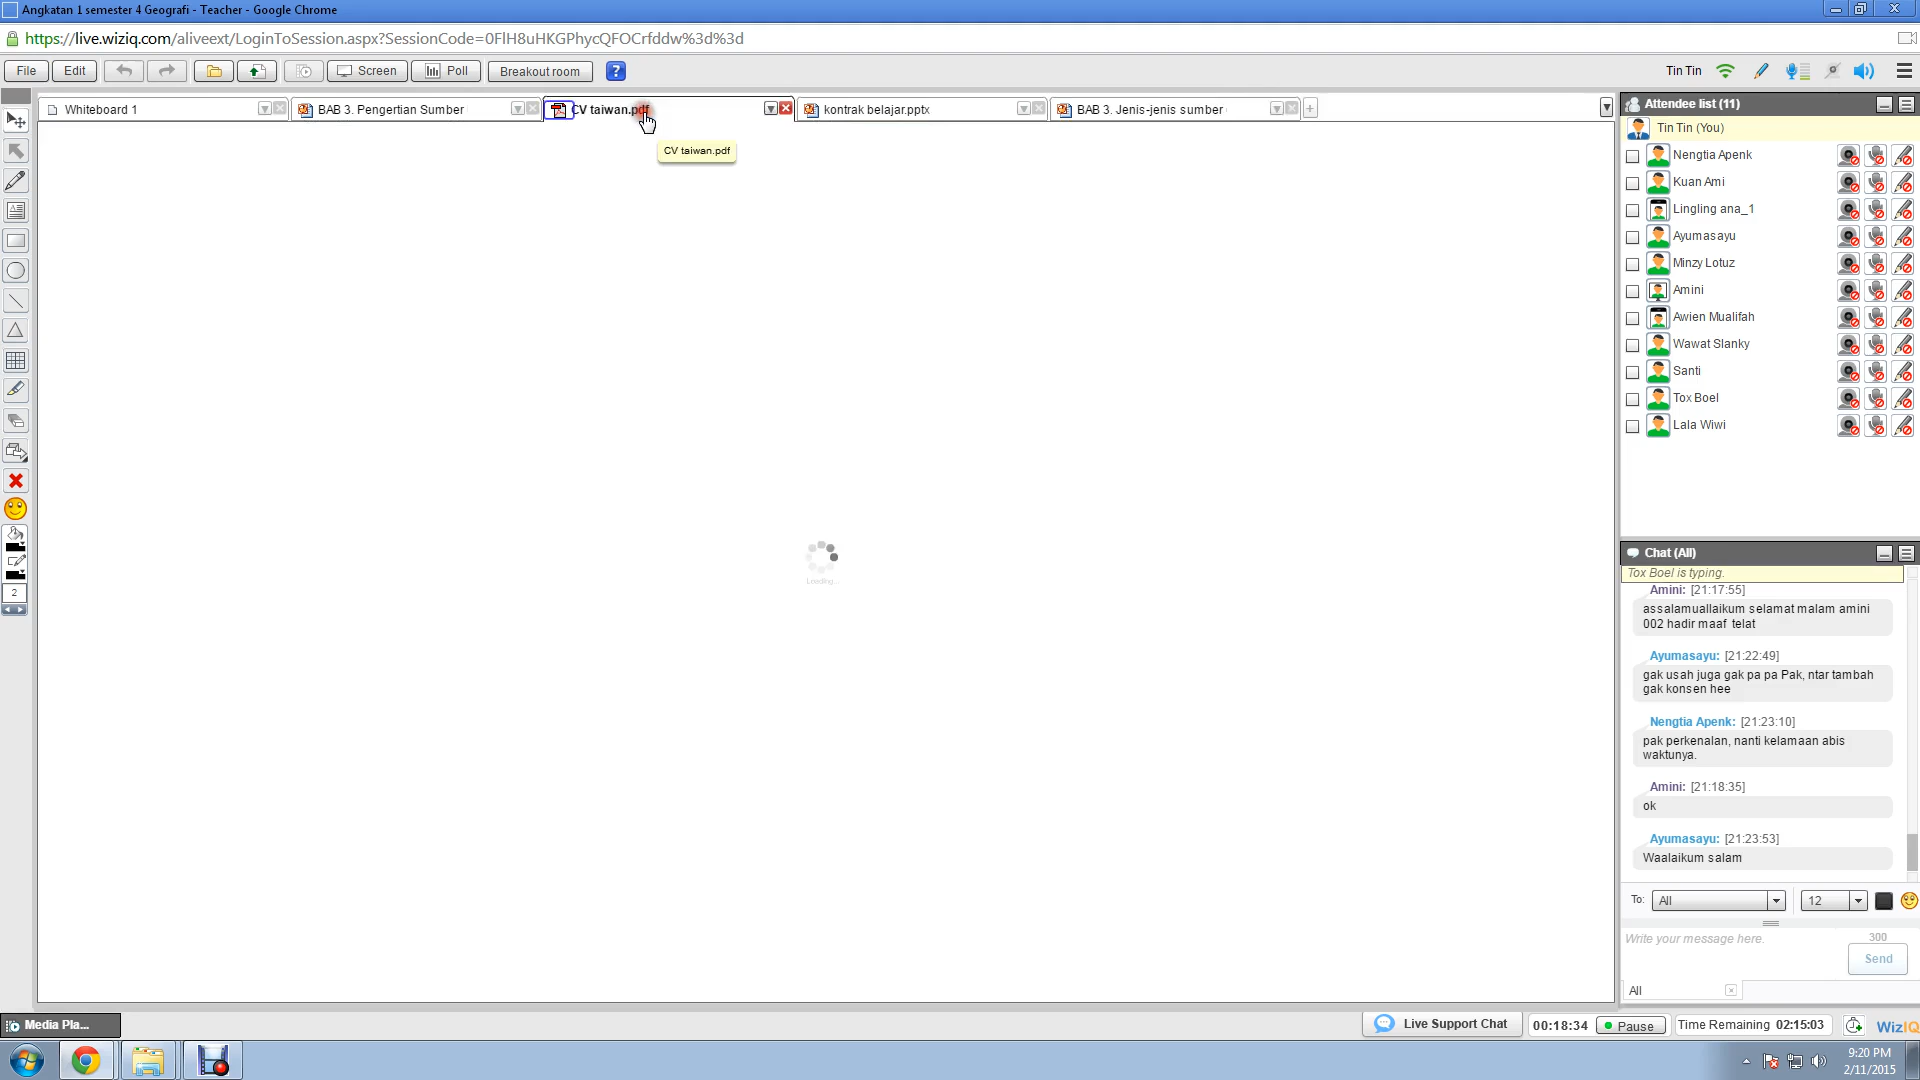 Angkatan 1 semester 4 Geografi - Teacher - Google Chrome
https://live.wiziq.com/aliveext/LoginToSession.aspx?SessionCode=0FlH8uHKGPhycQFOCrfddw%3d%3d
File Edit Screen Poll Breakout room ? Tin Tin
Whiteboard 1 BAB 3. Pengertian Sumber CV taiwan.pdf kontrak belajar.pptx BAB 3. Jenis-jenis sumber
CV taiwan.pdf
Loading...
2
Attendee list (11)
Tin Tin (You)
Nengtia Apenk
Kuan Ami
Lingling ana_1
Ayumasayu
Minzy Lotuz
Amini
Awien Mualifah
Wawat Slanky
Santi
Tox Boel
Lala Wiwi
Chat (All)
Tox Boel is typing.
Amini: [21:17:55]
assalamuallaikum selamat malam amini
002 hadir maaf telat
Ayumasayu: [21:22:49]
gak usah juga gak pa pa Pak, ntar tambah
gak konsen hee
Nengtia Apenk: [21:23:10]
pak perkenalan, nanti kelamaan abis
waktunya.
Amini: [21:18:35]
ok
Ayumasayu: [21:23:53]
Waalaikum salam
To: All 12
Write your message here. 300
Send
All
Media Pla...
Live Support Chat 00:18:34 Pause Time Remaining 02:15:03 WizIQ
9:20 PM
2/11/2015